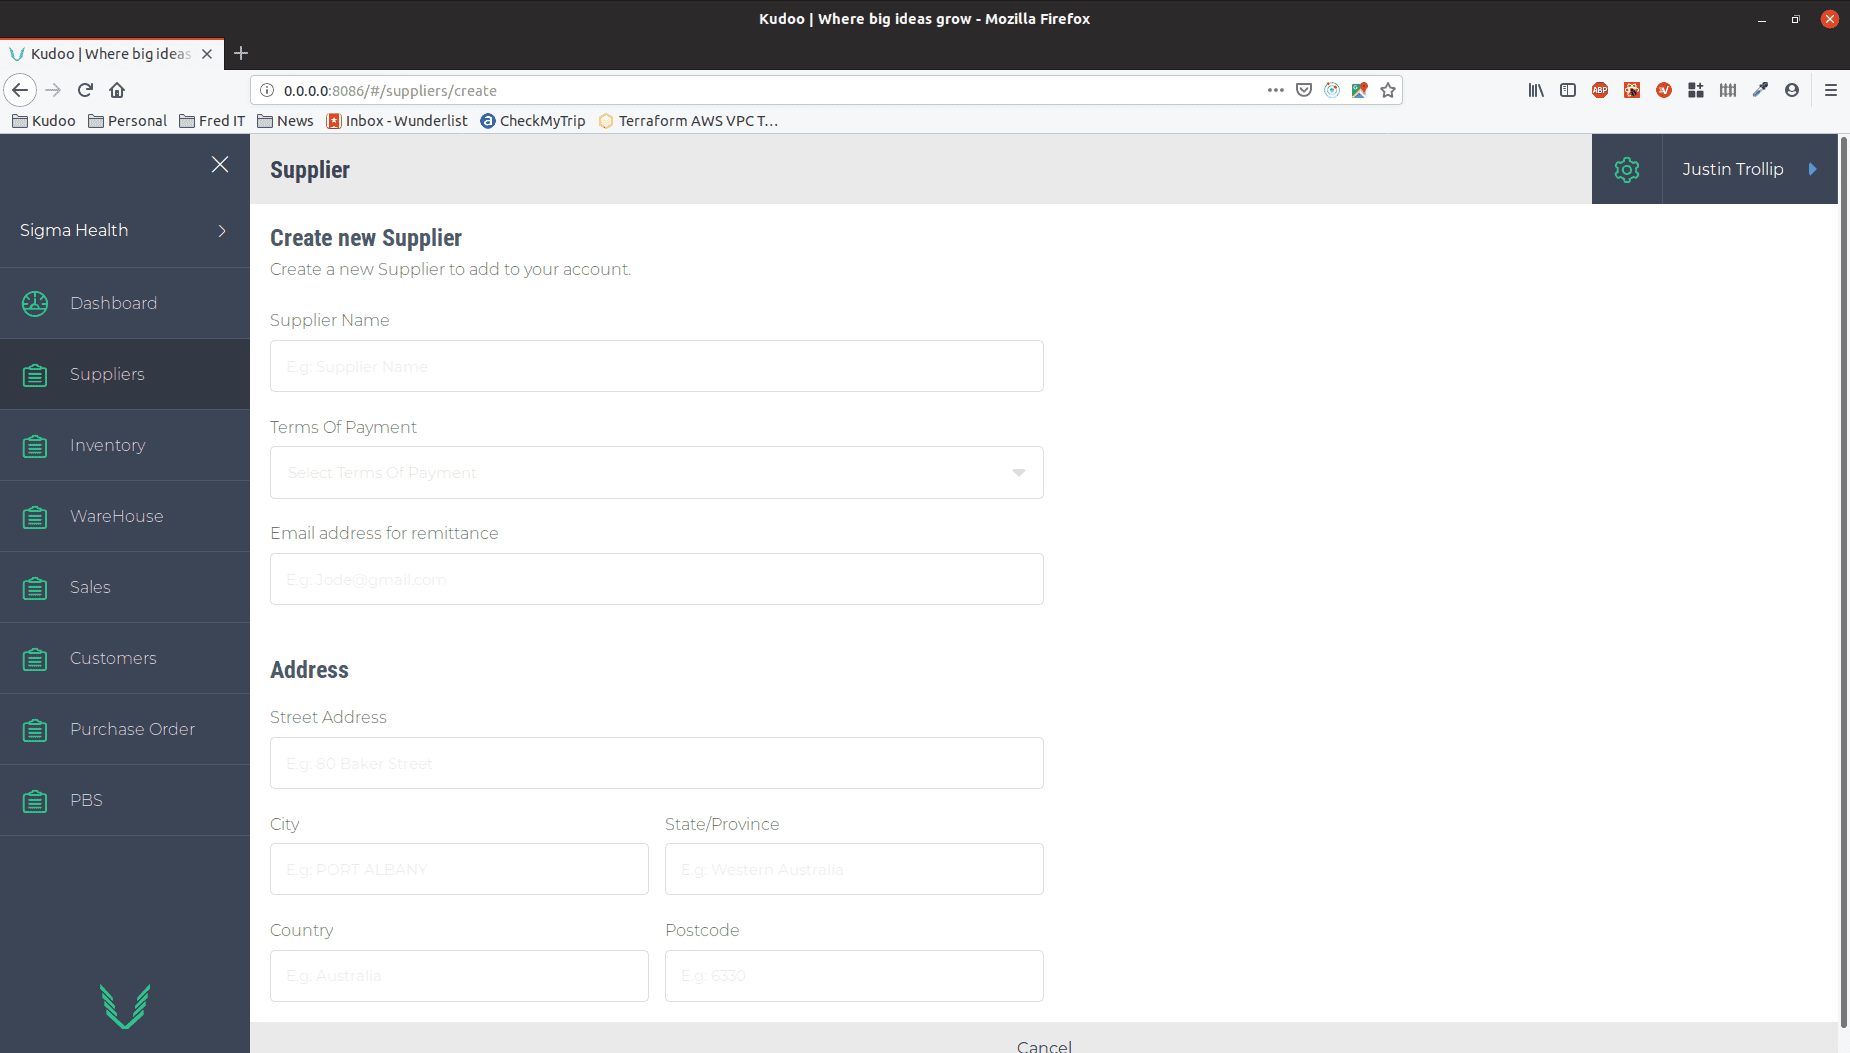 Kudoo | Where big ideas grow - Mozilla Firefox
Kudoo | Where big ideas
0.0.0.0:8086/#/suppliers/create
ABP
Kudoo Personal Fred IT News Inbox - Wunderlist CheckMyTrip Terraform AWS VPC T...
Supplier
Justin Trollip
Sigma Health
Dashboard
Suppliers
Inventory
WareHouse
Sales
Customers
Purchase Order
PBS
Create new Supplier
Create a new Supplier to add to your account.
Supplier Name
E.g: Supplier Name
Terms Of Payment
Select Terms Of Payment
Email address for remittance
E.g: Jode@gmail.com
Address
Street Address
E.g: 80 Baker Street
City State/Province
E.g: PORT ALBANY E.g: Western Australia
Country Postcode
E.g: Australia E.g: 6330
Cancel